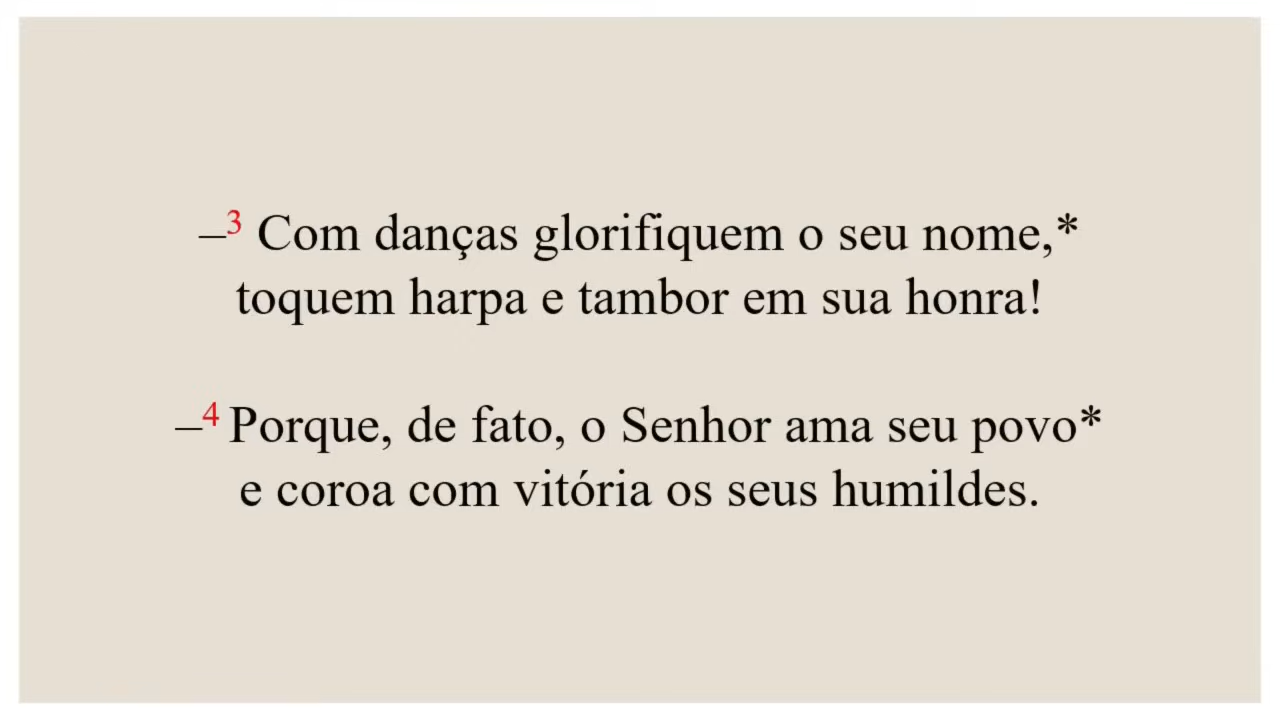 –³ Com danças glorifiquem o seu nome,*
toquem harpa e tambor em sua honra!
–⁴ Porque, de fato, o Senhor ama seu povo*
e coroa com vitória os seus humildes.